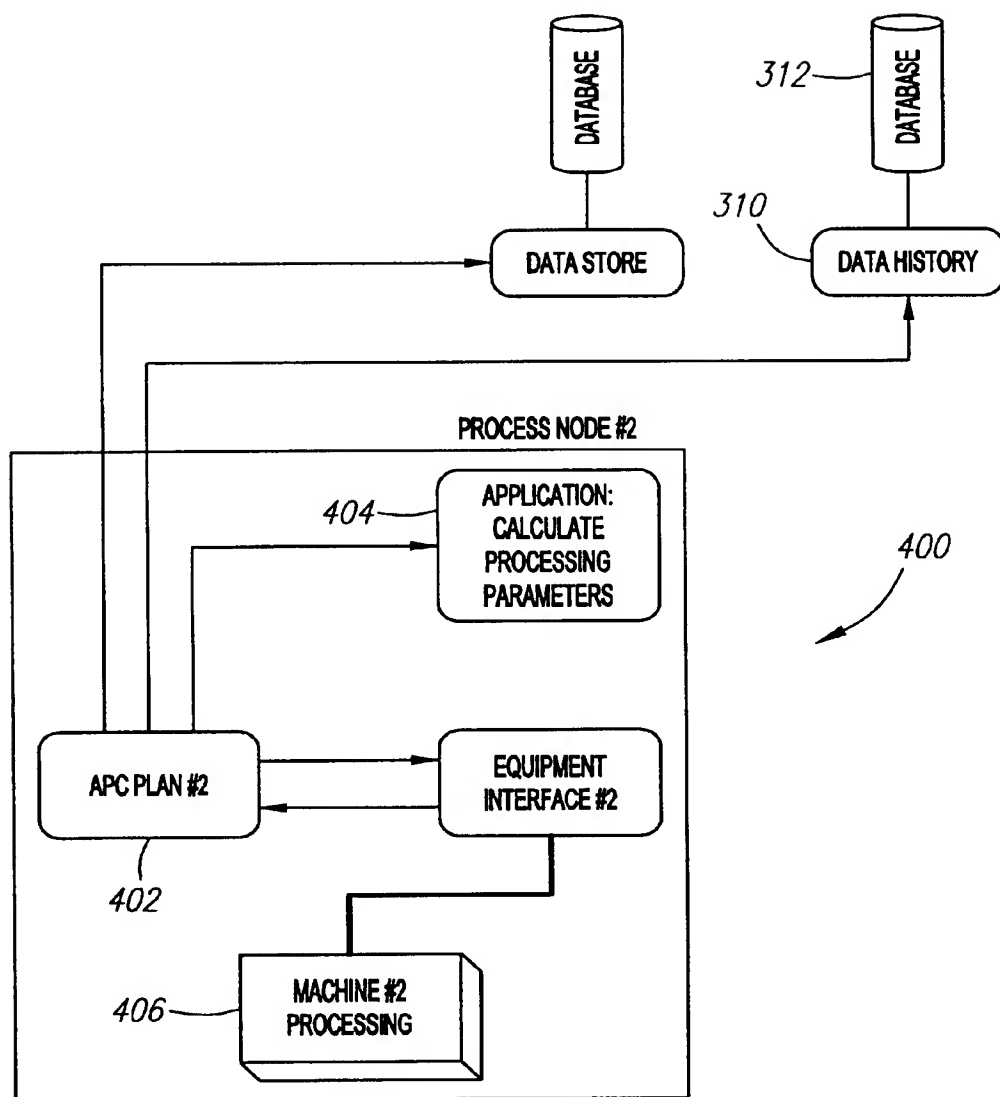 DATABASE
DATABASE
312
310
DATA STORE
DATA HISTORY
PROCESS NODE #2
404
APPLICATION:
CALCULATE
PROCESSING
PARAMETERS
400
APC PLAN #2
EQUIPMENT
INTERFACE #2
402
MACHINE #2
PROCESSING
406